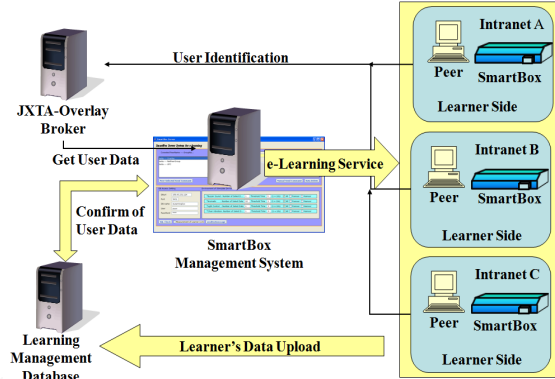 User Identification
JXTA-Overlay
Broker
Get User Data
e-Learning Service
Confirm of
User Data
SmartBox
Management System
Learning
Management
Database
Learner's Data Upload
Intranet A
Peer
SmartBox
Learner Side
Intranet B
Peer
SmartBox
Learner Side
Intranet C
Peer
SmartBox
Learner Side